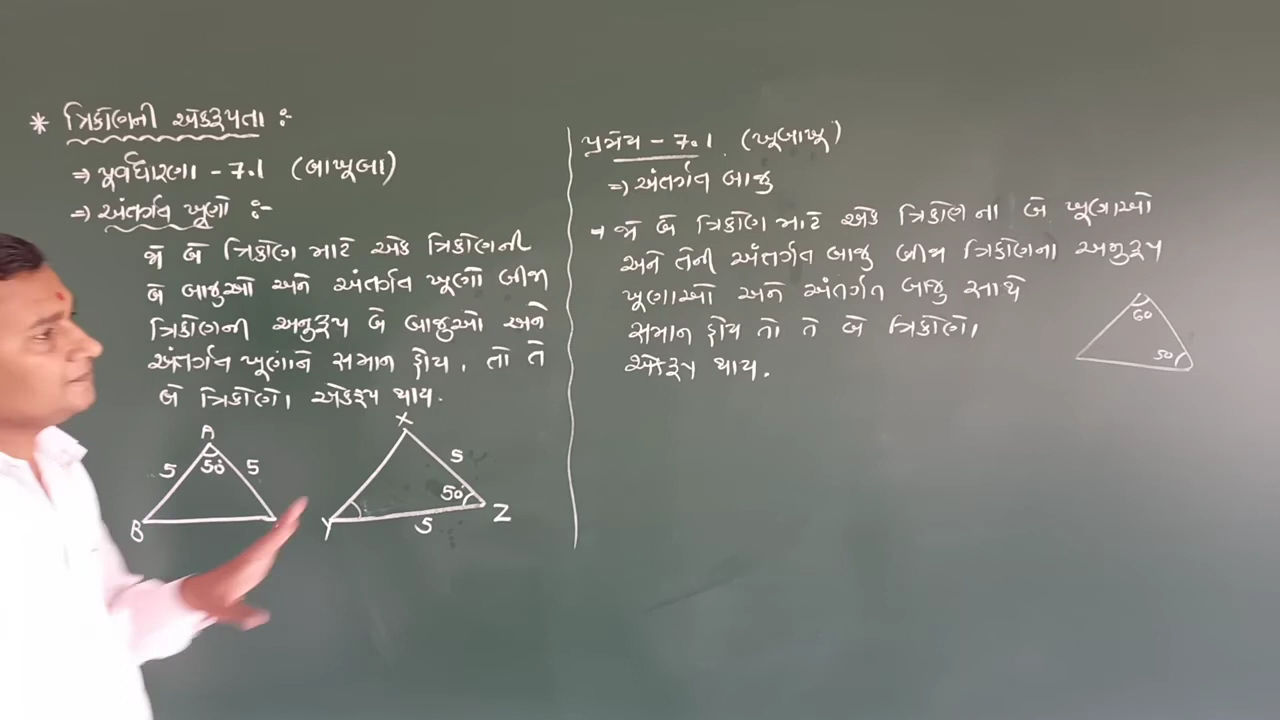 * ત્રિકોણની એકરૂપતા :-
⇒ પૂર્વધારણા - 7.1 (બાખૂબા)
⇒ અંતર્ગત ખૂણો :-
જો બે ત્રિકોણ માટે એક ત્રિકોણની
બે બાજુઓ અને અંતર્ગત ખૂણો બીજા
ત્રિકોણની અનુરૂપ બે બાજુઓ અને
અંતર્ગત ખૂણાને સમાન હોય, તો તે
બે ત્રિકોણો એકરૂપ થાય.
A
5 50° 5
B
X
5
50°
Y 5 Z
પ્રમેય - 7.1 (ખૂબાખૂ)
⇒ અંતર્ગત બાજુ
→ જો બે ત્રિકોણ માટે એક ત્રિકોણ ના બે ખૂણાઓ
અને તેની અંતર્ગત બાજુ બીજા ત્રિકોણના અનુરૂપ
ખૂણાઓ અને અંતર્ગત બાજુ સાથે
સમાન હોય તો તે બે ત્રિકોણો
એકરૂપ થાય.
60
50